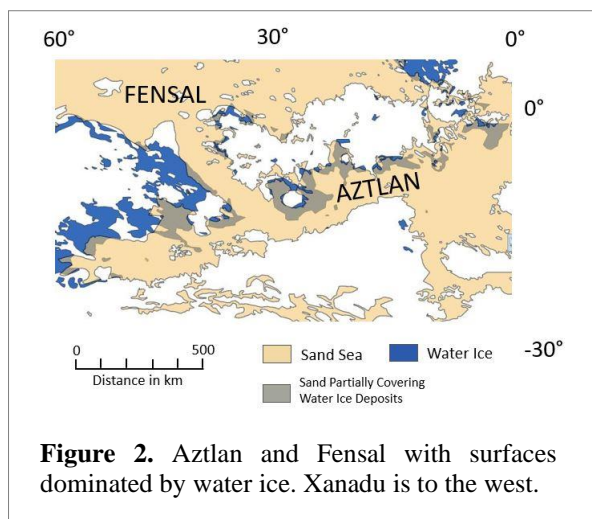 60° 30° 0°
FENSAL
0°
AZTLAN
0 500
Distance in km
Sand Sea
Water Ice
-30°
Sand Partially Covering
Water Ice Deposits
Figure 2. Aztlan and Fensal with surfaces
dominated by water ice. Xanadu is to the west.